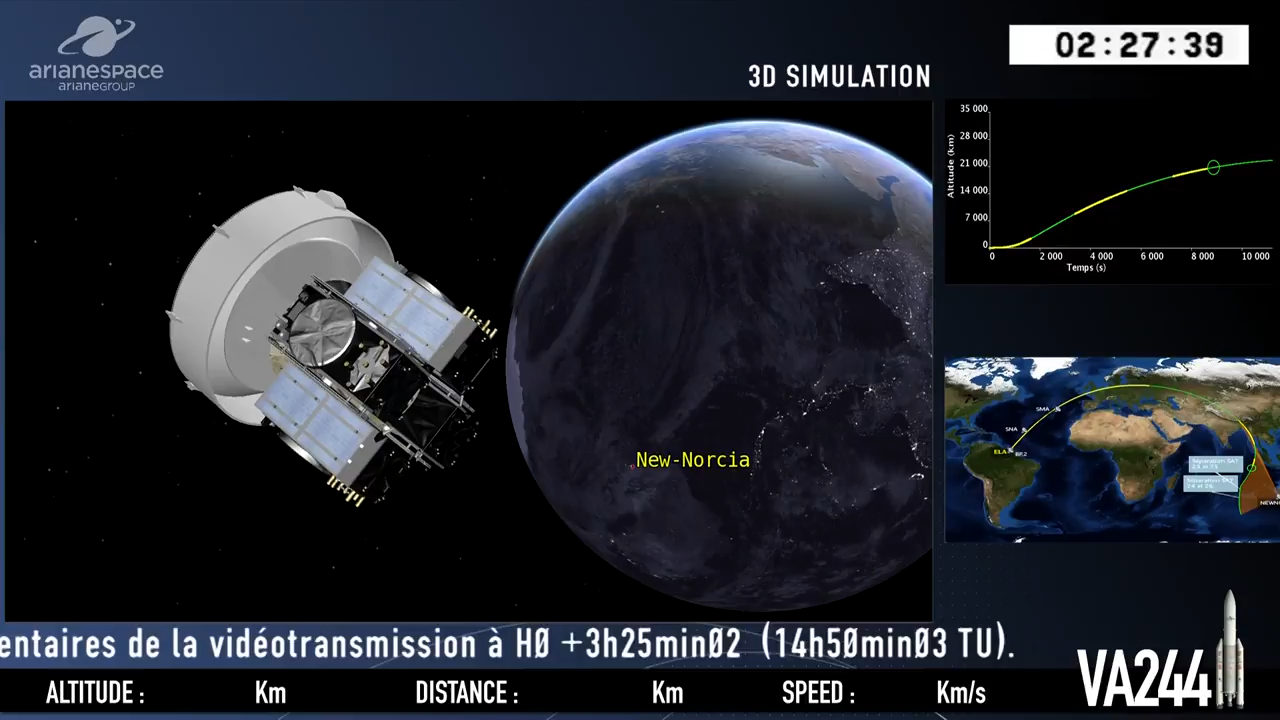 arianespace
arianeGROUP
3D SIMULATION
02:27:39
Altitude (km)
35 000
28 000
21 000
14 000
7 000
0
0 2 000 4 000 6 000 8 000 10 000
Temps (s)
New-Norcia
SMA
SNA
ELA
NEWN
entaires de la vidéotransmission à HØ +3h25minØ2 (14h5ØminØ3 TU).
ALTITUDE : Km DISTANCE : Km SPEED : Km/s
VA244